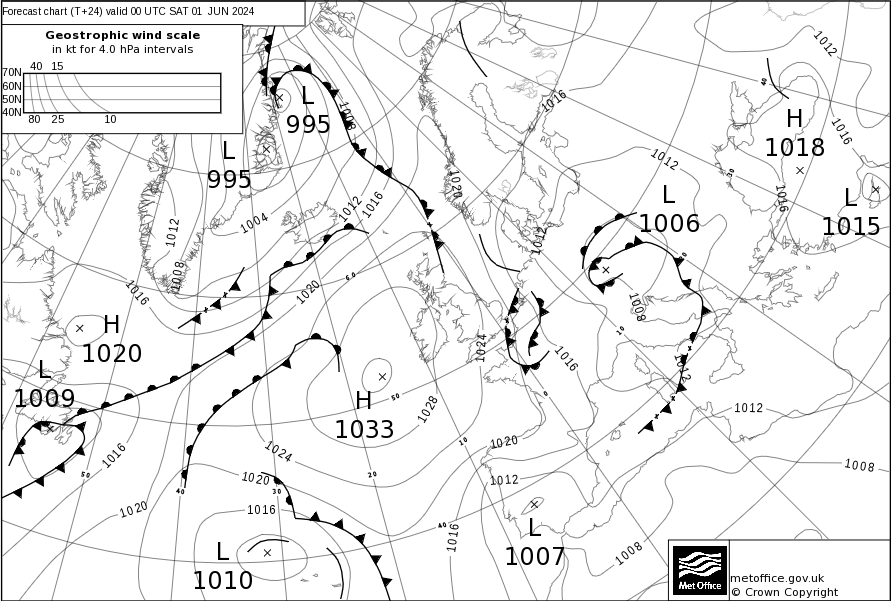 Forecast chart (T+24) valid 00 UTC SAT 01 JUN 2024
Geostrophic wind scale
in kt for 4.0 hPa intervals
40 15
70N
60N
50N
40N
80 25 10
L
995
L
995
H
1018
L
1015
L
1006
H
1020
L
1009
H
1033
L
1010
L
1007
1012
1016
1016
1012
1016
1008
1012
1016
1020
1012
1004
1012
1008
1016
1020
1008
1024
1016
1012
1012
1028
1024
1020
1020
1016
1020
1012
1016
1016
1008
1008
40
30
60
50
50
40
30
20
10
40
0
10
Met Office
metoffice.gov.uk
© Crown Copyright